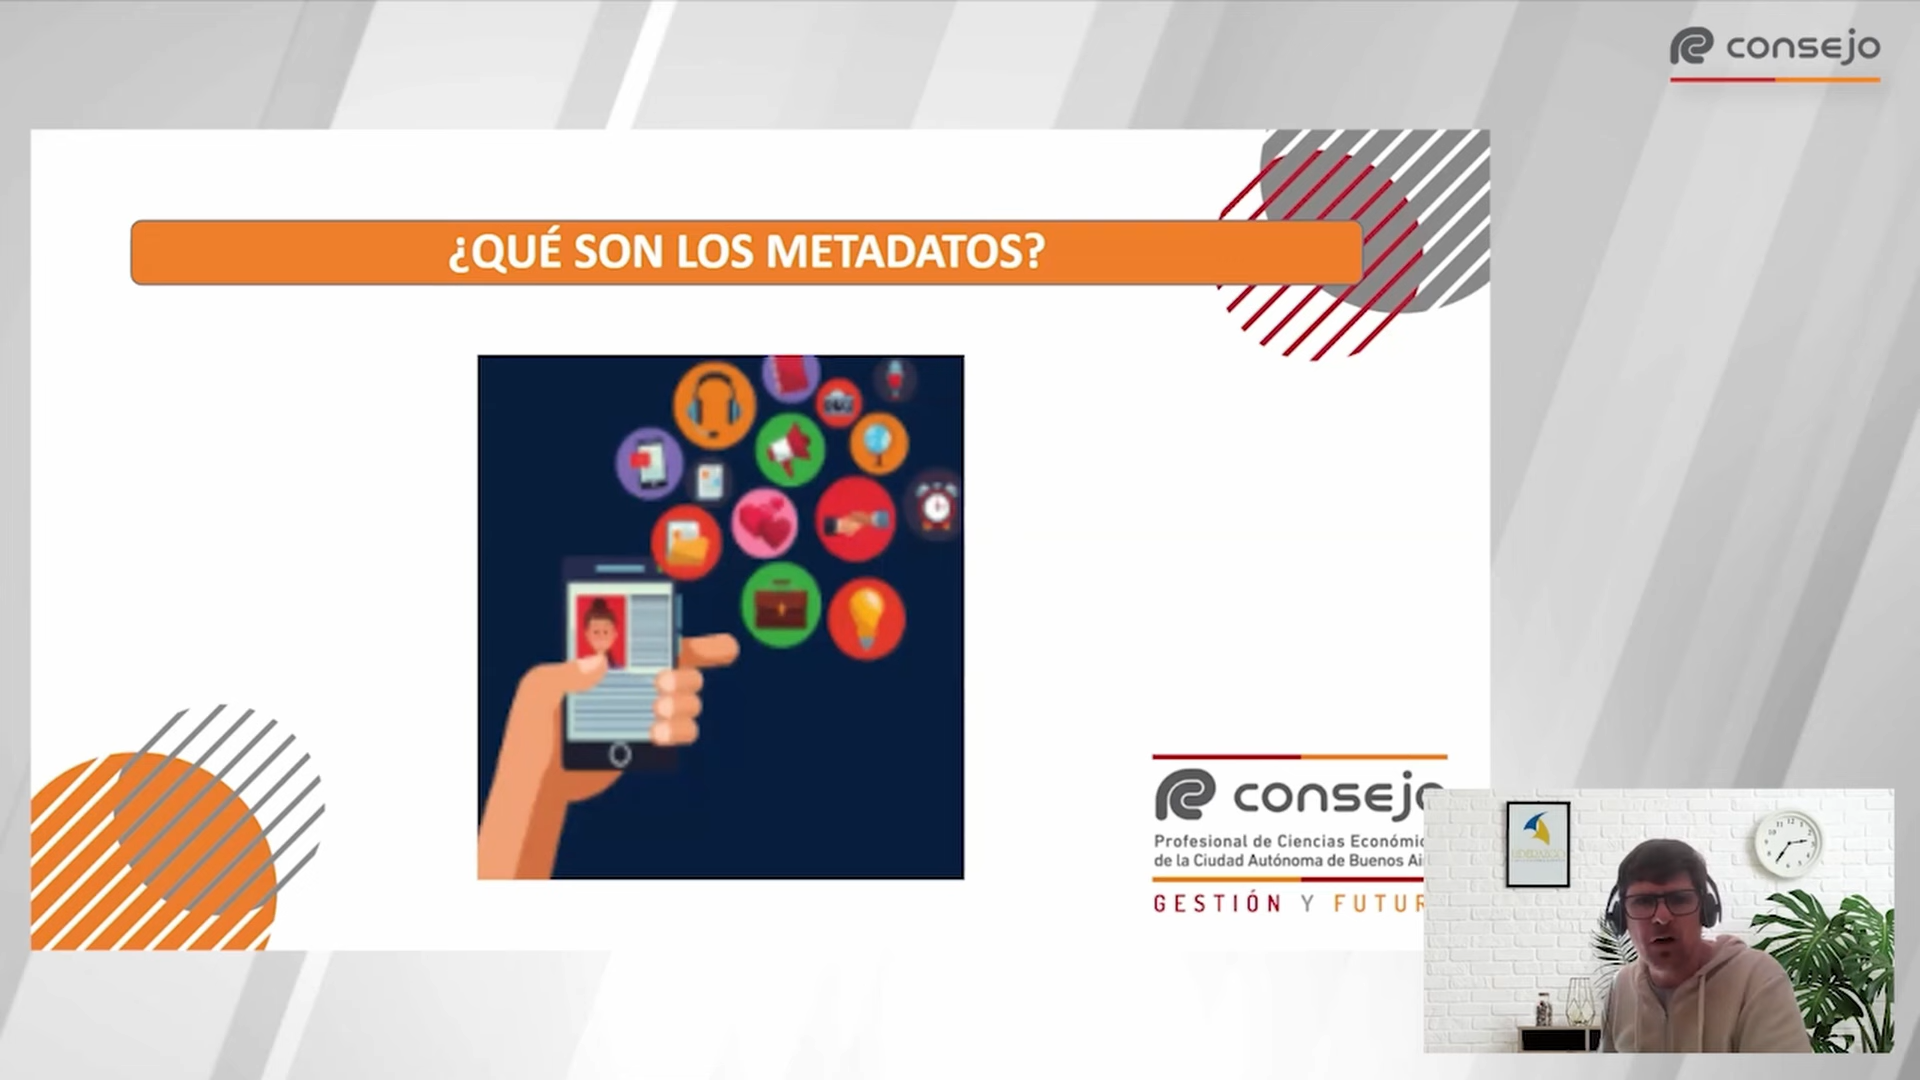 consejo
¿QUÉ SON LOS METADATOS?
consejo
Profesional de Ciencias Económic
de la Ciudad Autónoma de Buenos Ai
GESTIÓN Y FUTUR